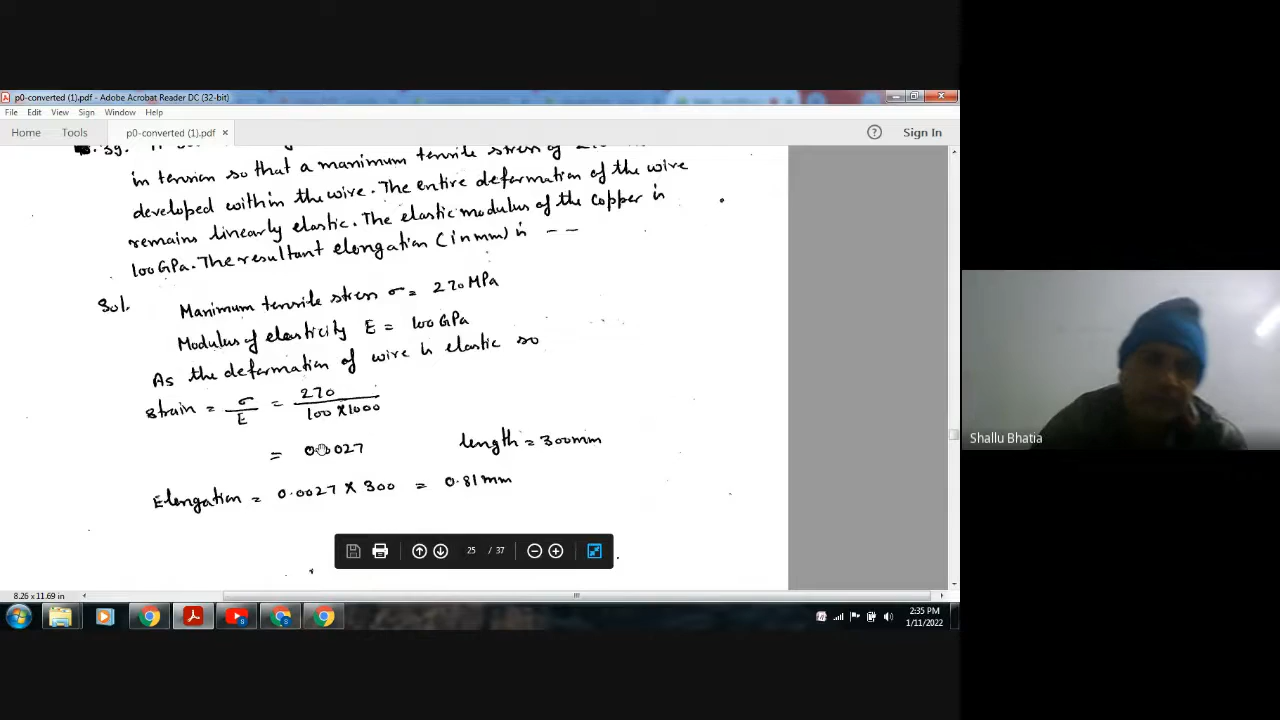 p0-converted (1).pdf - Adobe Acrobat Reader DC (32-bit)
File Edit View Sign Window Help
Home Tools p0-converted (1).pdf × Sign In
in tension so that a maximum tensile stress of
developed within the wire. The entire deformation of the wire
remains linearly elastic. The elastic modulus of the copper is
100 GPa. The resultant elongation (in mm) is - -
Sol. Maximum tensile stress σ = 270 MPa
Modulus of elasticity E = 100 GPa
As the deformation of wire is elastic so
strain = σ/E = 270/100 × 1000
= 0.0027 length = 300mm
Elongation = 0.0027 × 300 = 0.81 mm
25 / 37
8.26 x 11.69 in
2:35 PM
1/11/2022
Shallu Bhatia